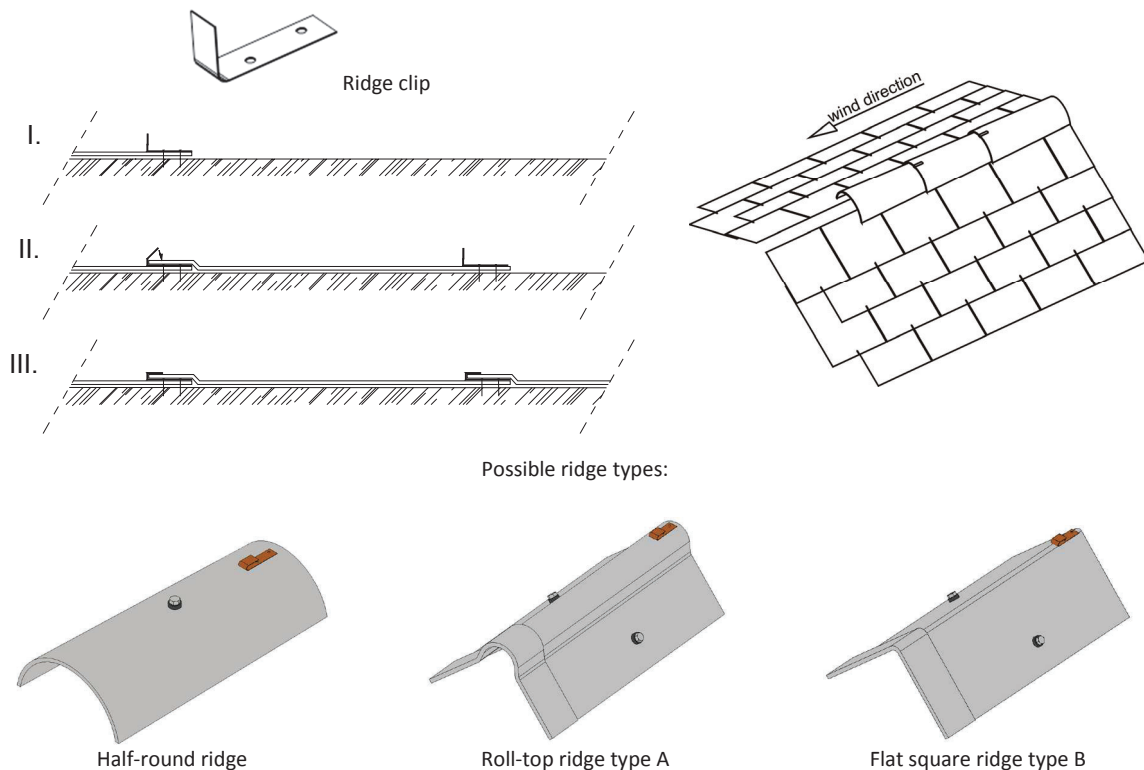 Ridge clip
wind direction
I.
II.
III.
Possible ridge types:
Half-round ridge
Roll-top ridge type A
Flat square ridge type B